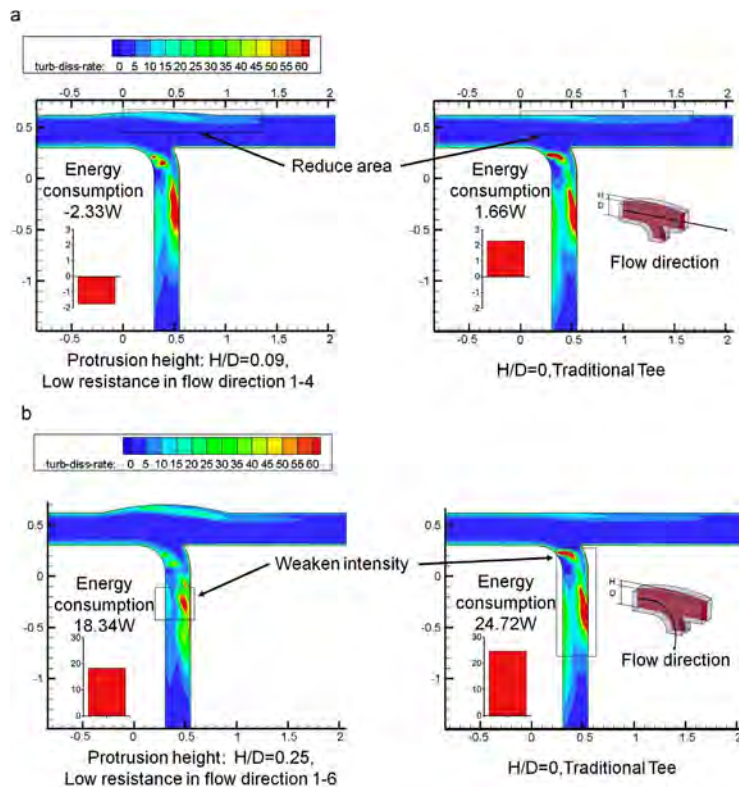 a
turb-diss-rate: 0 5 10 15 20 25 30 35 40 45 50 55 60
-0.5 0 0.5 1 1.5 2
-0.5 0 0.5 1 1.5 2
0.5
0
-0.5
-1
0.5
0
-0.5
-1
Reduce area
Energy
consumption
-2.33W
3
2
1
0
-1
-2
Energy
consumption
1.66W
3
2
1
0
-1
-2
H
D
Flow direction
-0.5 0 0.5 1 1.5 2
-0.5 0 0.5 1 1.5 2
Protrusion height: H/D=0.09,
Low resistance in flow direction 1-4
H/D=0,Traditional Tee
b
turb-diss-rate: 0 5 10 15 20 25 30 35 40 45 50 55 60
0.5
0
-0.5
-1
0.5
0
-0.5
-1
Weaken intensity
Energy
consumption
18.34W
30
20
10
0
Energy
consumption
24.72W
30
20
10
0
H
D
Flow direction
-0.5 0 0.5 1 1.5 2
-0.5 0 0.5 1 1.5 2
Protrusion height: H/D=0.25,
Low resistance in flow direction 1-6
H/D=0,Traditional Tee